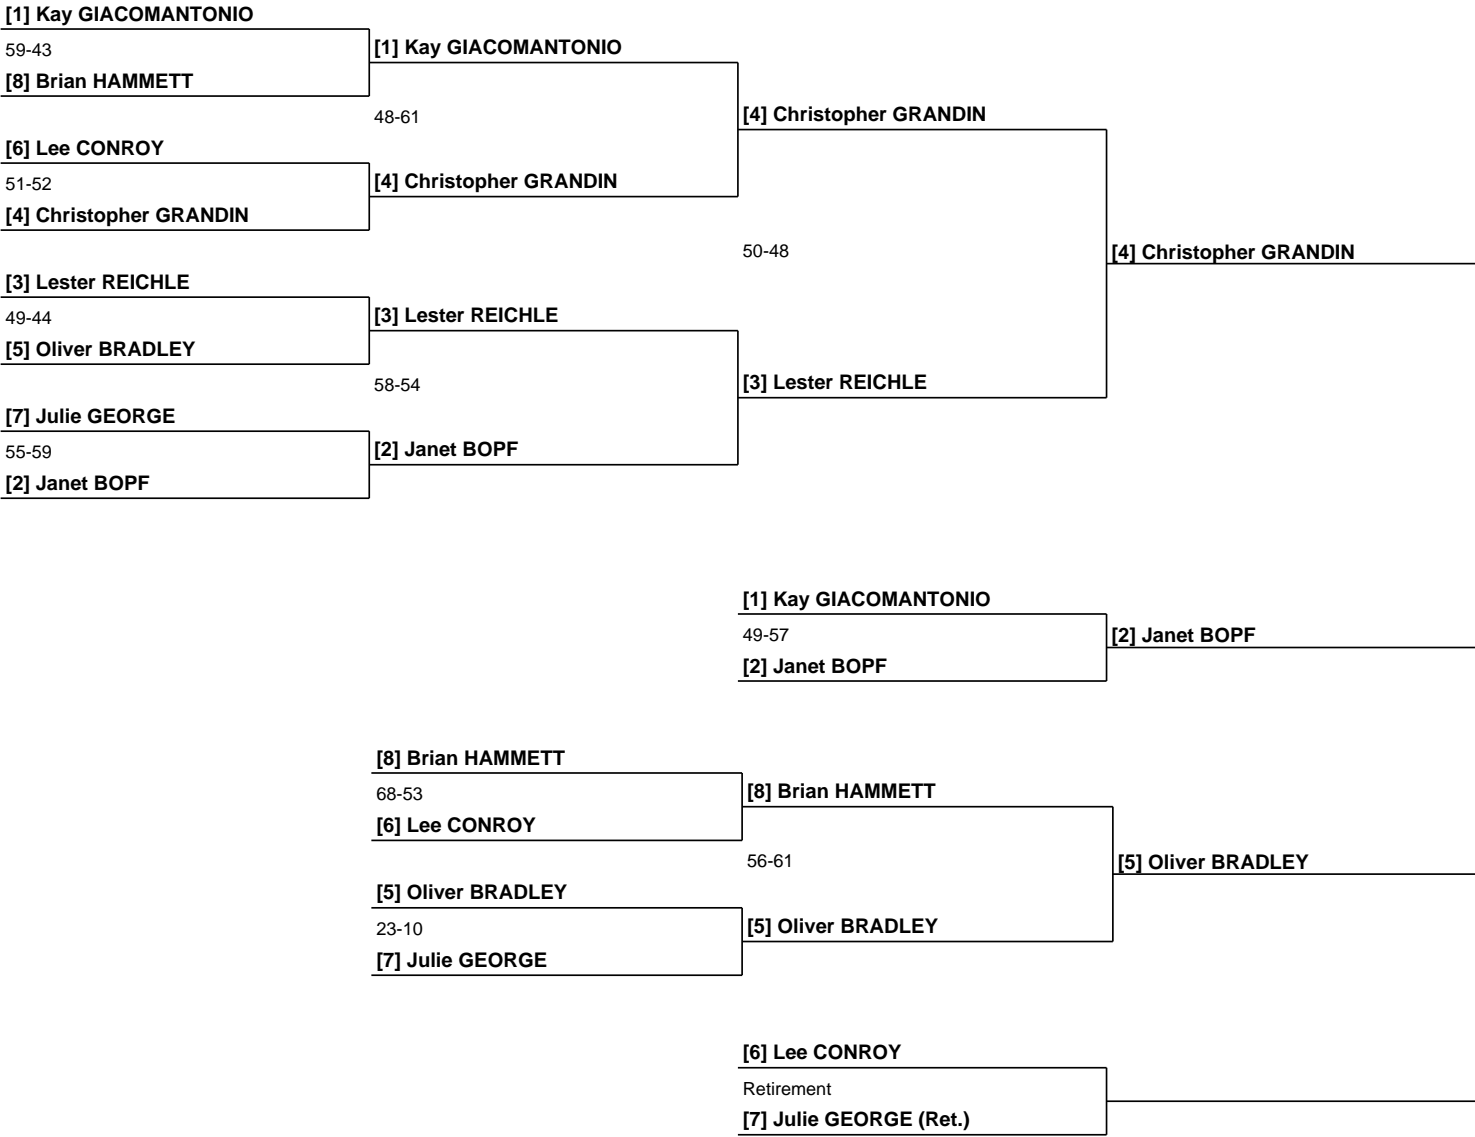 [1] Kay GIACOMANTONIO
59-43
[8] Brian HAMMETT
[6] Lee CONROY
51-52
[4] Christopher GRANDIN
[3] Lester REICHLE
49-44
[5] Oliver BRADLEY
[7] Julie GEORGE
55-59
[2] Janet BOPF
[1] Kay GIACOMANTONIO
48-61
[4] Christopher GRANDIN
[3] Lester REICHLE
58-54
[2] Janet BOPF
[4] Christopher GRANDIN
50-48
[3] Lester REICHLE
[4] Christopher GRANDIN
[1] Kay GIACOMANTONIO
49-57
[2] Janet BOPF
[2] Janet BOPF
[8] Brian HAMMETT
68-53
[6] Lee CONROY
[5] Oliver BRADLEY
23-10
[7] Julie GEORGE
[8] Brian HAMMETT
56-61
[5] Oliver BRADLEY
[5] Oliver BRADLEY
[6] Lee CONROY
Retirement
[7] Julie GEORGE (Ret.)